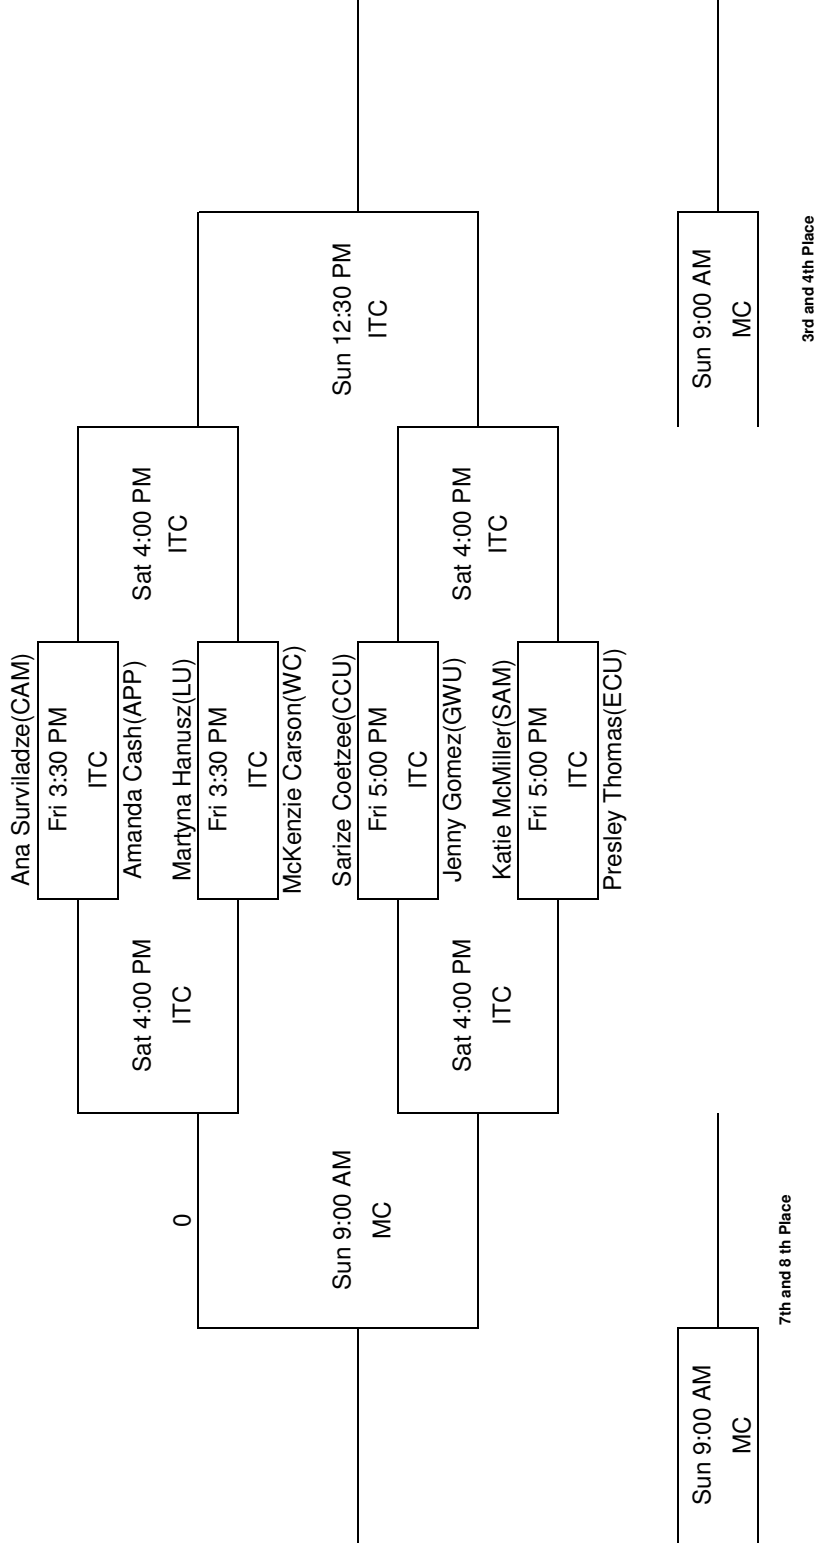 Ana Surviladze(CAM)
Fri 3:30 PM
ITC
Sat 4:00 PM
Amanda Cash(APP)
Sat 4:00 PM
0
ITC
Martyna Hanusz(LU)
ITC
Fri 3:30 PM
ITC
McKenzie Carson(WC)
Sun 9:00 AM
MC
Sarize Coetzee(CCU)
Sun 12:30 PM
ITC
Fri 5:00 PM
ITC
Sat 4:00 PM
ITC
Jenny Gomez(GWU)
Sat 4:00 PM
ITC
Katie McMiller(SAM)
Fri 5:00 PM
ITC
Presley Thomas(ECU)
Sun 9:00 AM
MC
Sun 9:00 AM
MC
7th and 8 th Place
3rd and 4th Place